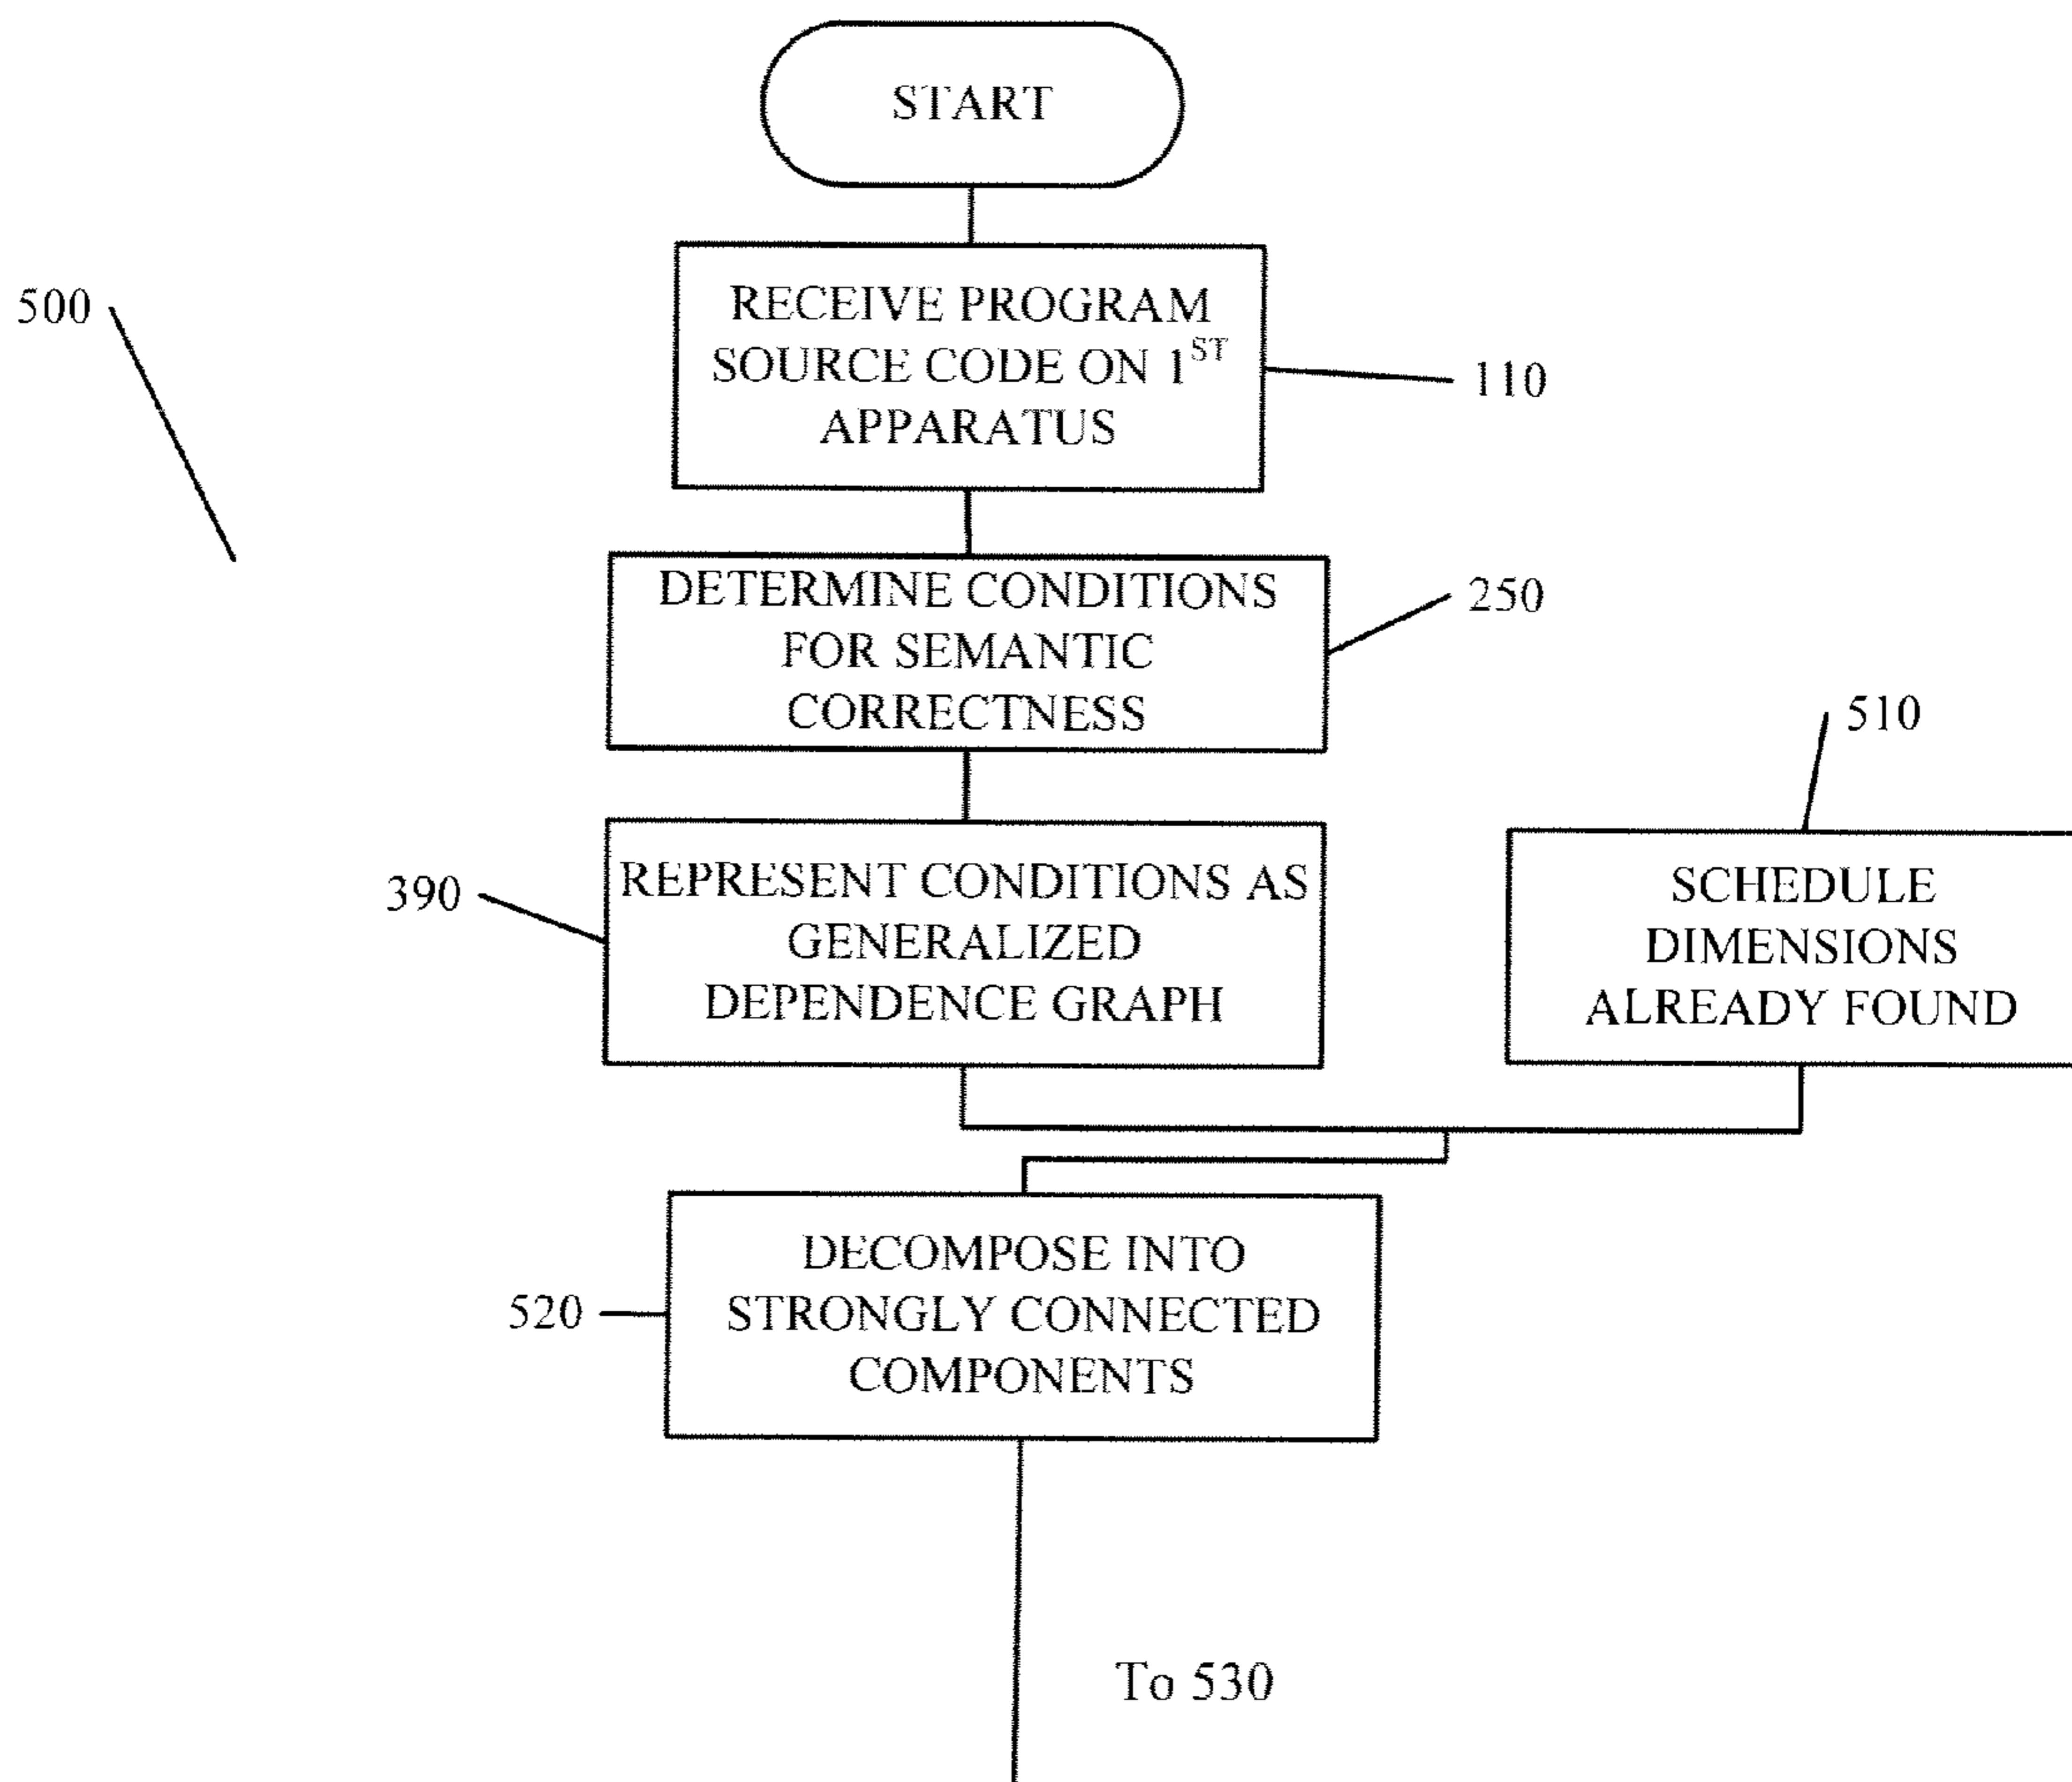 START
500
RECEIVE PROGRAM
SOURCE CODE ON 1ST
APPARATUS
110
DETERMINE CONDITIONS
FOR SEMANTIC
CORRECTNESS
250
510
390
REPRESENT CONDITIONS AS
GENERALIZED
DEPENDENCE GRAPH
SCHEDULE
DIMENSIONS
ALREADY FOUND
520
DECOMPOSE INTO
STRONGLY CONNECTED
COMPONENTS
To 530